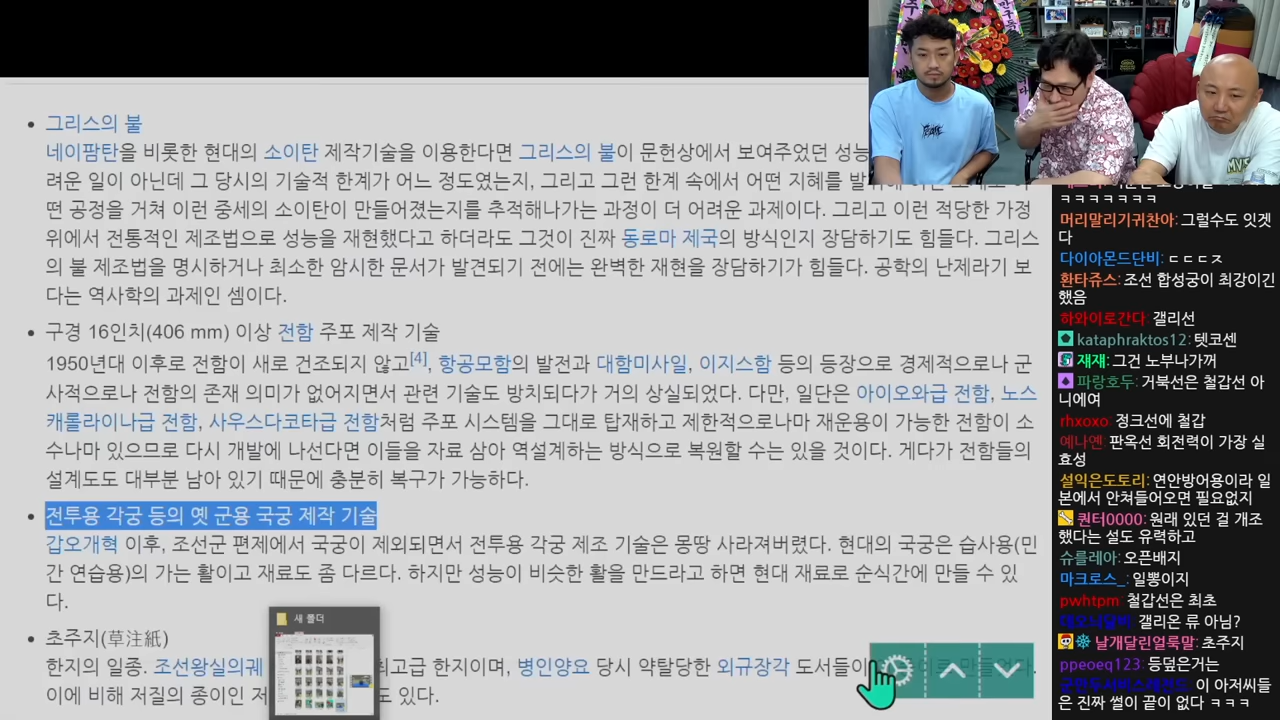 그리스의 불
네이팜탄을 비롯한 현대의 소이탄 제작기술을 이용한다면 그리스의 불이 문헌상에서 보여주었던 성능
려운 일이 아닌데 그 당시의 기술적 한계가 어느 정도였는지, 그리고 그런 한계 속에서 어떤 지혜를
떤 공정을 거쳐 이런 중세의 소이탄이 만들어졌는지를 추적해나가는 과정이 더 어려운 과제이다. 그리고 이런 적당한 가정
위에서 전통적인 제조법으로 성능을 재현했다고 하더라도 그것이 진짜 동로마 제국의 방식인지 장담하기도 힘들다. 그리스
의 불 제조법을 명시하거나 최소한 암시한 문서가 발견되기 전에는 완벽한 재현을 장담하기가 힘들다. 공학의 난제라기 보
다는 역사학의 과제인 셈이다.
구경 16인치(406 mm) 이상 전함 주포 제작 기술
1950년대 이후로 전함이 새로 건조되지 않고[4], 항공모함의 발전과 대함미사일, 이지스함 등의 등장으로 경제적으로나 군
사적으로나 전함의 존재 의미가 없어지면서 관련 기술도 방치되다가 거의 상실되었다. 다만, 일단은 아이오와급 전함, 노스
캐롤라이나급 전함, 사우스다코타급 전함처럼 주포 시스템을 그대로 탑재하고 제한적으로나마 재운용이 가능한 전함이 소
수나마 있으므로 다시 개발에 나선다면 이들을 자료 삼아 역설계하는 방식으로 복원할 수는 있을 것이다. 게다가 전함들의
설계도도 대부분 남아 있기 때문에 충분히 복구가 가능하다.
전투용 각궁 등의 옛 군용 국궁 제작 기술
갑오개혁 이후, 조선군 편제에서 국궁이 제외되면서 전투용 각궁 제조 기술은 몽땅 사라져버렸다. 현대의 국궁은 습사용(민
간 연습용)의 가는 활이고 재료도 좀 다르나, 하지만 성능이 비슷한 활을 만드라고 하면 현대 재료로 순식간에 만들 수 있
다.
초주지(草注紙)
한지의 일종. 조선왕실의궤 최고급 한지이며, 병인양요 당시 약탈당한 외규장각 도서들이
이에 비해 저질의 종이인 저 도 있다.
새 폴더
ㅋㅋㅋㅋㅋㅋㅋ
머리말리기귀찬아: 그럴수도 잇겟
다
다이아몬드단비: ㄷㄷㄷㅈ
환타쥬스: 조선 합성궁이 최강이긴
했음
하와이로간다: 갤리선
kataphraktos12: 텟코센
재재: 그건 노부나가꺼
파랑호두: 거북선은 철갑선 아
니에여
rhxoxo: 정크선에 철갑
예나옌: 판옥선 회전력이 가장 실
효성
설익은도토리: 연안방어용이라 일
본에서 안쳐들어오면 필요없지
퀀터0000: 원래 있던 걸 개조
했다는 설도 유력하고
슈를레아: 오픈배지
마크로스_: 일뽕이지
pwhtpm: 철갑선은 최초
갤리온 류 아님?
날개달린얼룩말: 초주지
ppeoeq123: 등덮은거는
이 아저씨들
은 진짜 썰이 끝이 없다 ㅋㅋㅋ